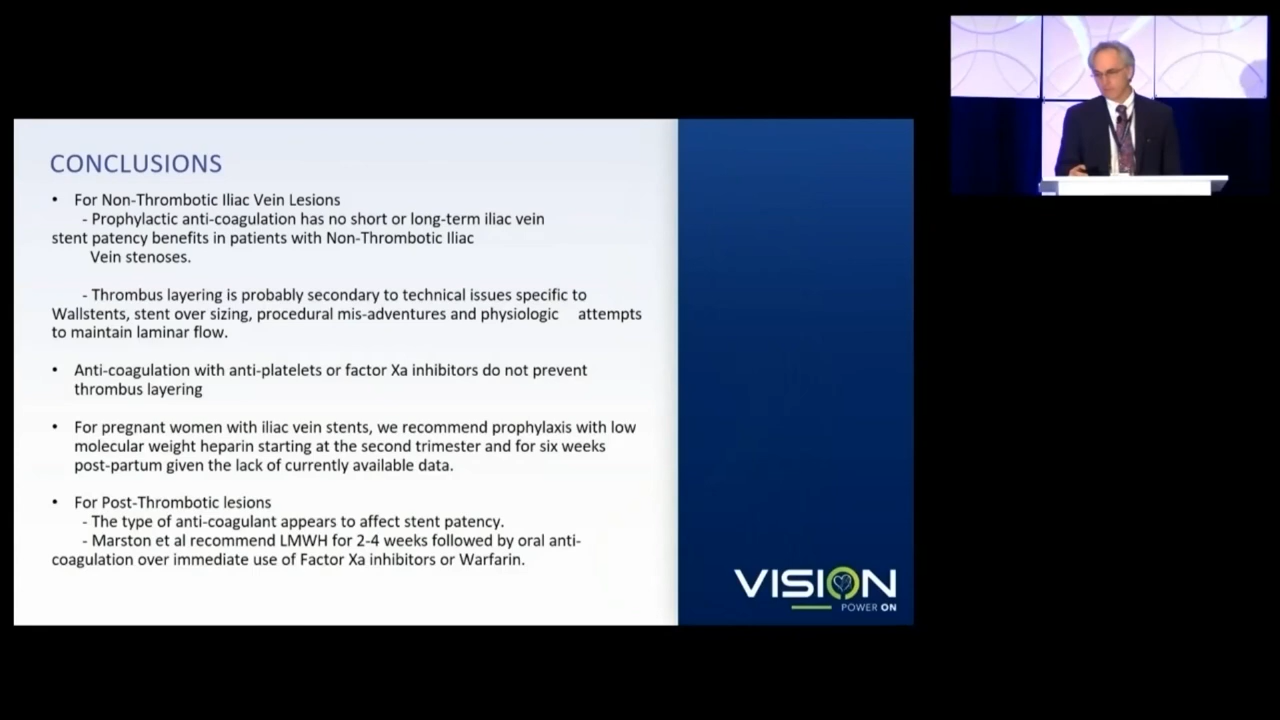 CONCLUSIONS
• For Non-Thrombotic Iliac Vein Lesions
- Prophylactic anti-coagulation has no short or long-term iliac vein
stent patency benefits in patients with Non-Thrombotic Iliac
Vein stenoses.
- Thrombus layering is probably secondary to technical issues specific to
Wallstents, stent over sizing, procedural mis-adventures and physiologic attempts
to maintain laminar flow.
• Anti-coagulation with anti-platelets or factor Xa inhibitors do not prevent
thrombus layering
• For pregnant women with iliac vein stents, we recommend prophylaxis with low
molecular weight heparin starting at the second trimester and for six weeks
post-partum given the lack of currently available data.
• For Post-Thrombotic lesions
- The type of anti-coagulant appears to affect stent patency.
- Marston et al recommend LMWH for 2-4 weeks followed by oral anti-
coagulation over immediate use of Factor Xa inhibitors or Warfarin.
VISION
POWER ON